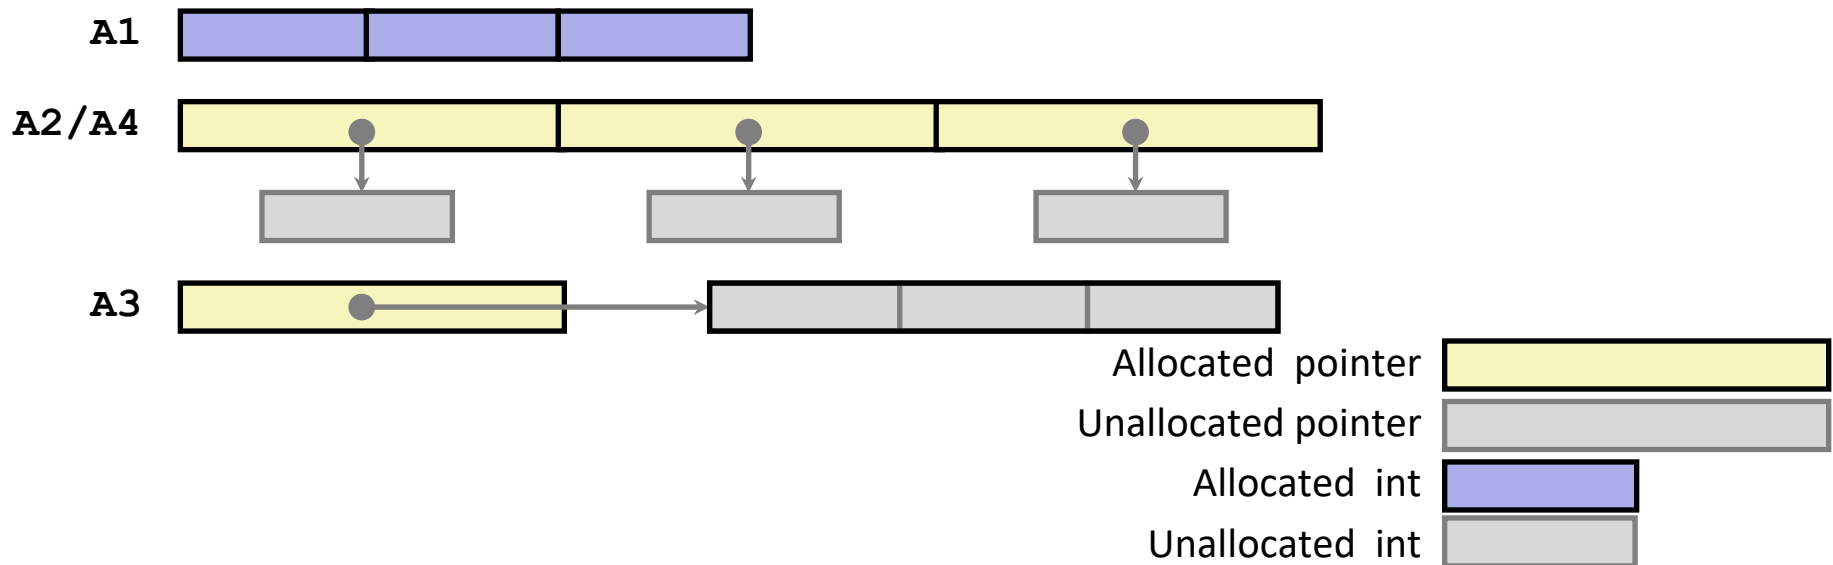 A1
A2/A4
A3
Allocated pointer
Unallocated pointer
Allocated int
Unallocated int